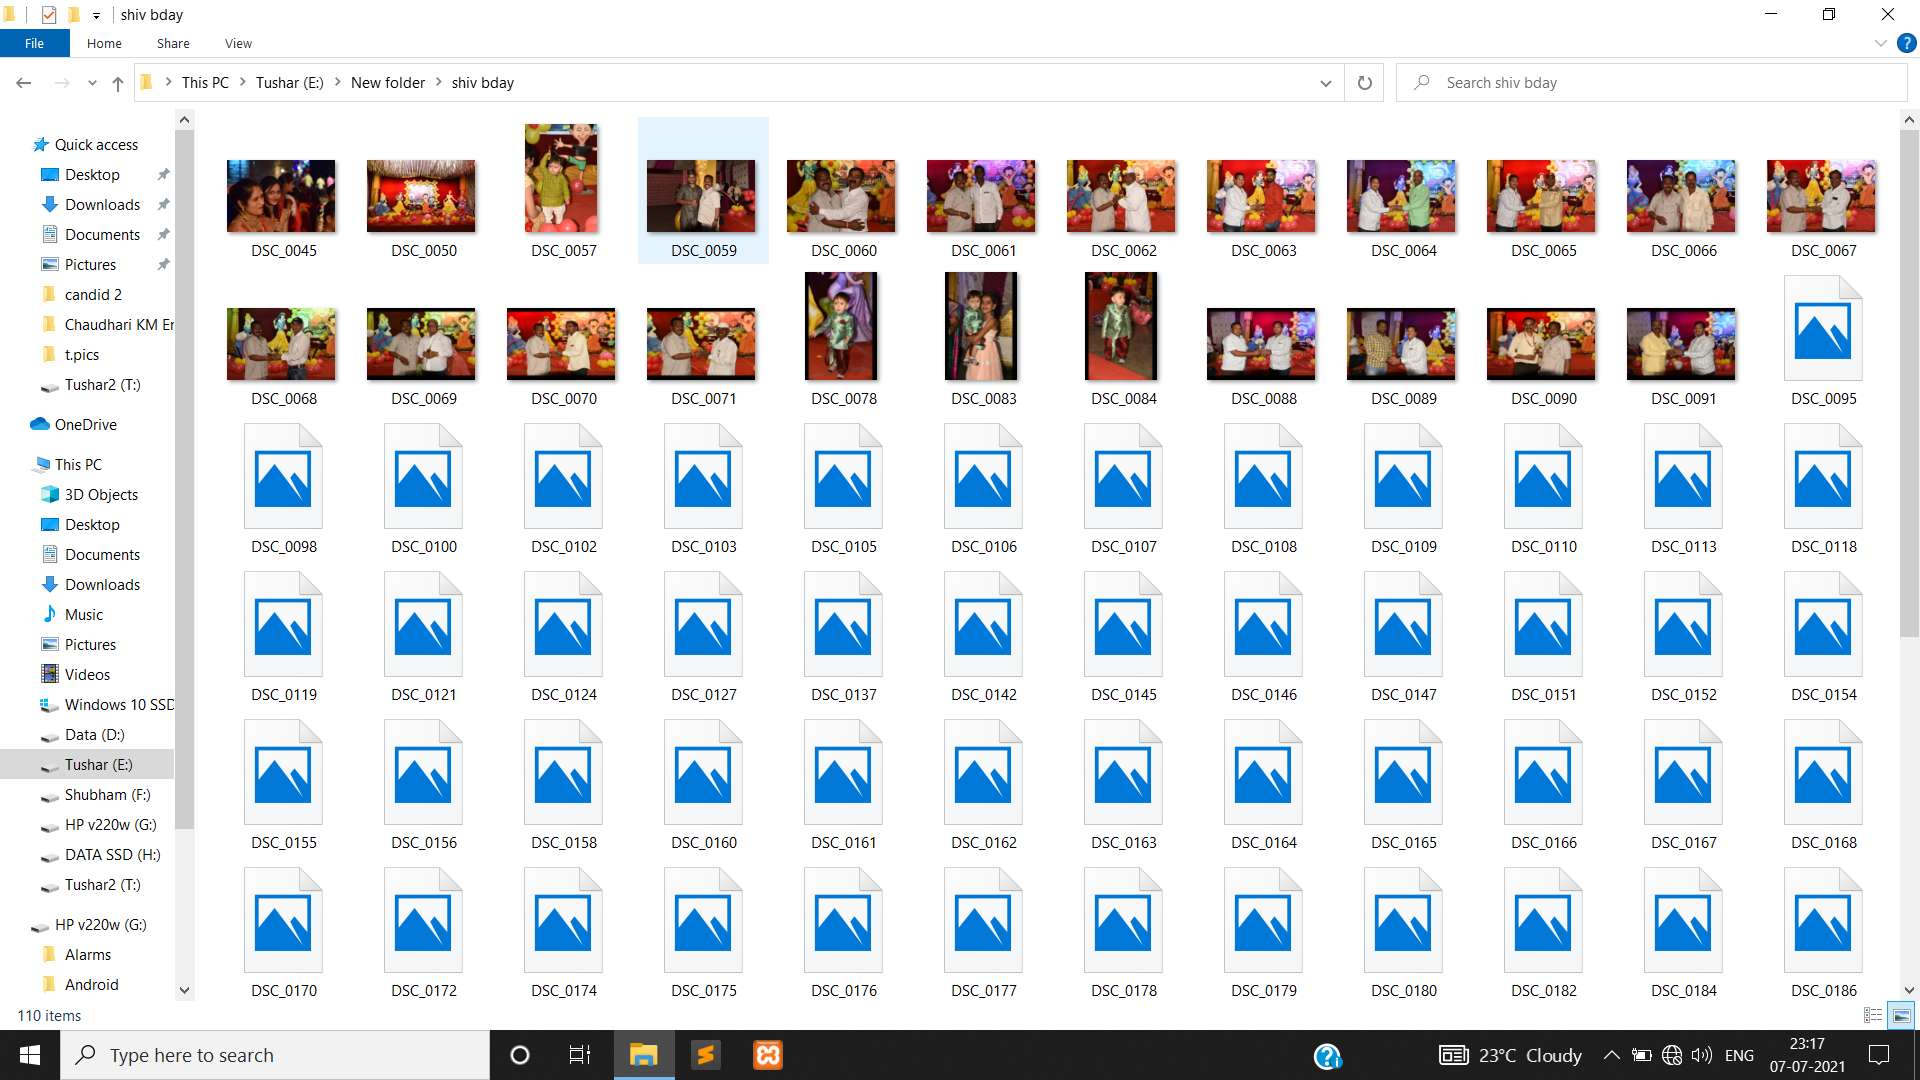 shiv bday
File Home Share View
This PC Tushar (E:) New folder shiv bday
Search shiv bday
Quick access
Desktop
Downloads
Documents
Pictures
candid 2
Chaudhari KM Er
t.pics
Tushar2 (T:)
OneDrive
This PC
3D Objects
Desktop
Documents
Downloads
Music
Pictures
Videos
Windows 10 SSD
Data (D:)
Tushar (E:)
Shubham (F:)
HP v220w (G:)
DATA SSD (H:)
Tushar2 (T:)
HP v220w (G:)
Alarms
Android
DSC_0045 DSC_0050 DSC_0057 DSC_0059 DSC_0060 DSC_0061 DSC_0062 DSC_0063 DSC_0064 DSC_0065 DSC_0066 DSC_0067
DSC_0068 DSC_0069 DSC_0070 DSC_0071 DSC_0078 DSC_0083 DSC_0084 DSC_0088 DSC_0089 DSC_0090 DSC_0091 DSC_0095
DSC_0098 DSC_0100 DSC_0102 DSC_0103 DSC_0105 DSC_0106 DSC_0107 DSC_0108 DSC_0109 DSC_0110 DSC_0113 DSC_0118
DSC_0119 DSC_0121 DSC_0124 DSC_0127 DSC_0137 DSC_0142 DSC_0145 DSC_0146 DSC_0147 DSC_0151 DSC_0152 DSC_0154
DSC_0155 DSC_0156 DSC_0158 DSC_0160 DSC_0161 DSC_0162 DSC_0163 DSC_0164 DSC_0165 DSC_0166 DSC_0167 DSC_0168
DSC_0170 DSC_0172 DSC_0174 DSC_0175 DSC_0176 DSC_0177 DSC_0178 DSC_0179 DSC_0180 DSC_0182 DSC_0184 DSC_0186
110 items
Type here to search
23°C Cloudy
ENG
23:17
07-07-2021